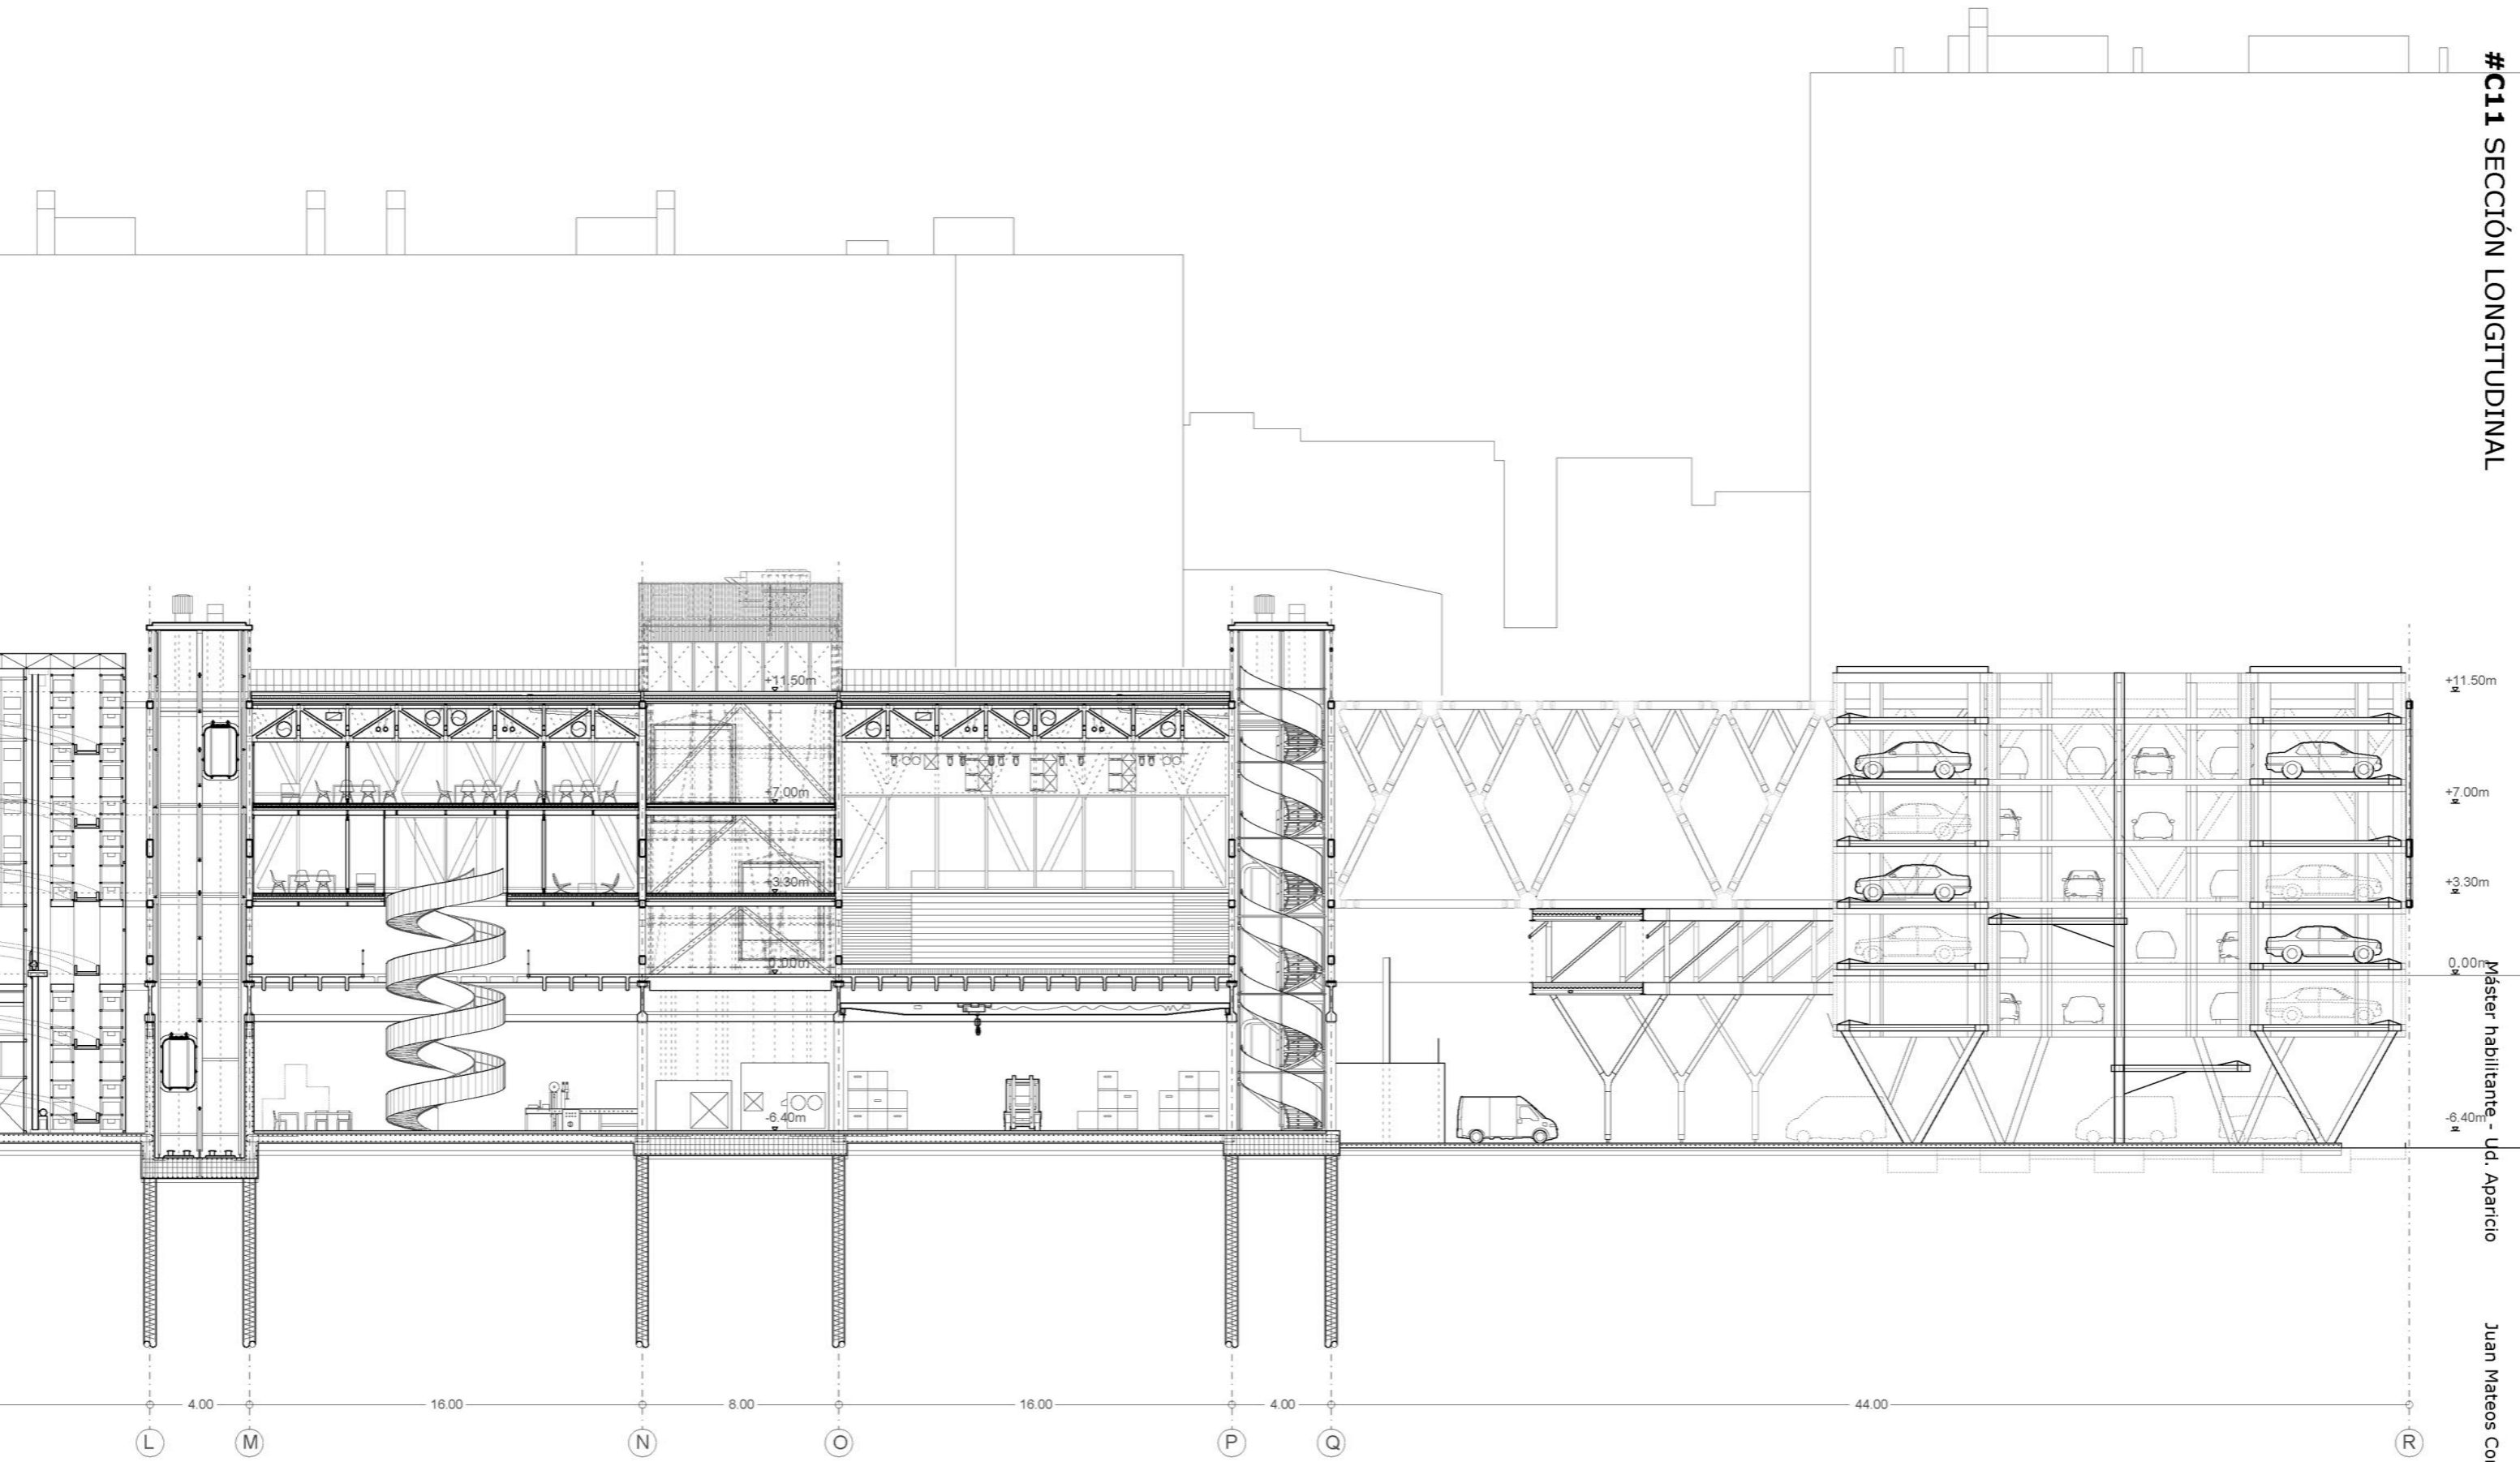 #C11 SECCIÓN LONGITUDINAL
Máster habilitante - Ud. Aparicio
Juan Mateos
+11.50m
+7.00m
+3.30m
0.00m
-6.40m
+11.50m
+7.00m
+3.30m
0.00m
-6.40m
4.00 16.00 8.00 16.00 4.00 44.00
L M N O P Q R